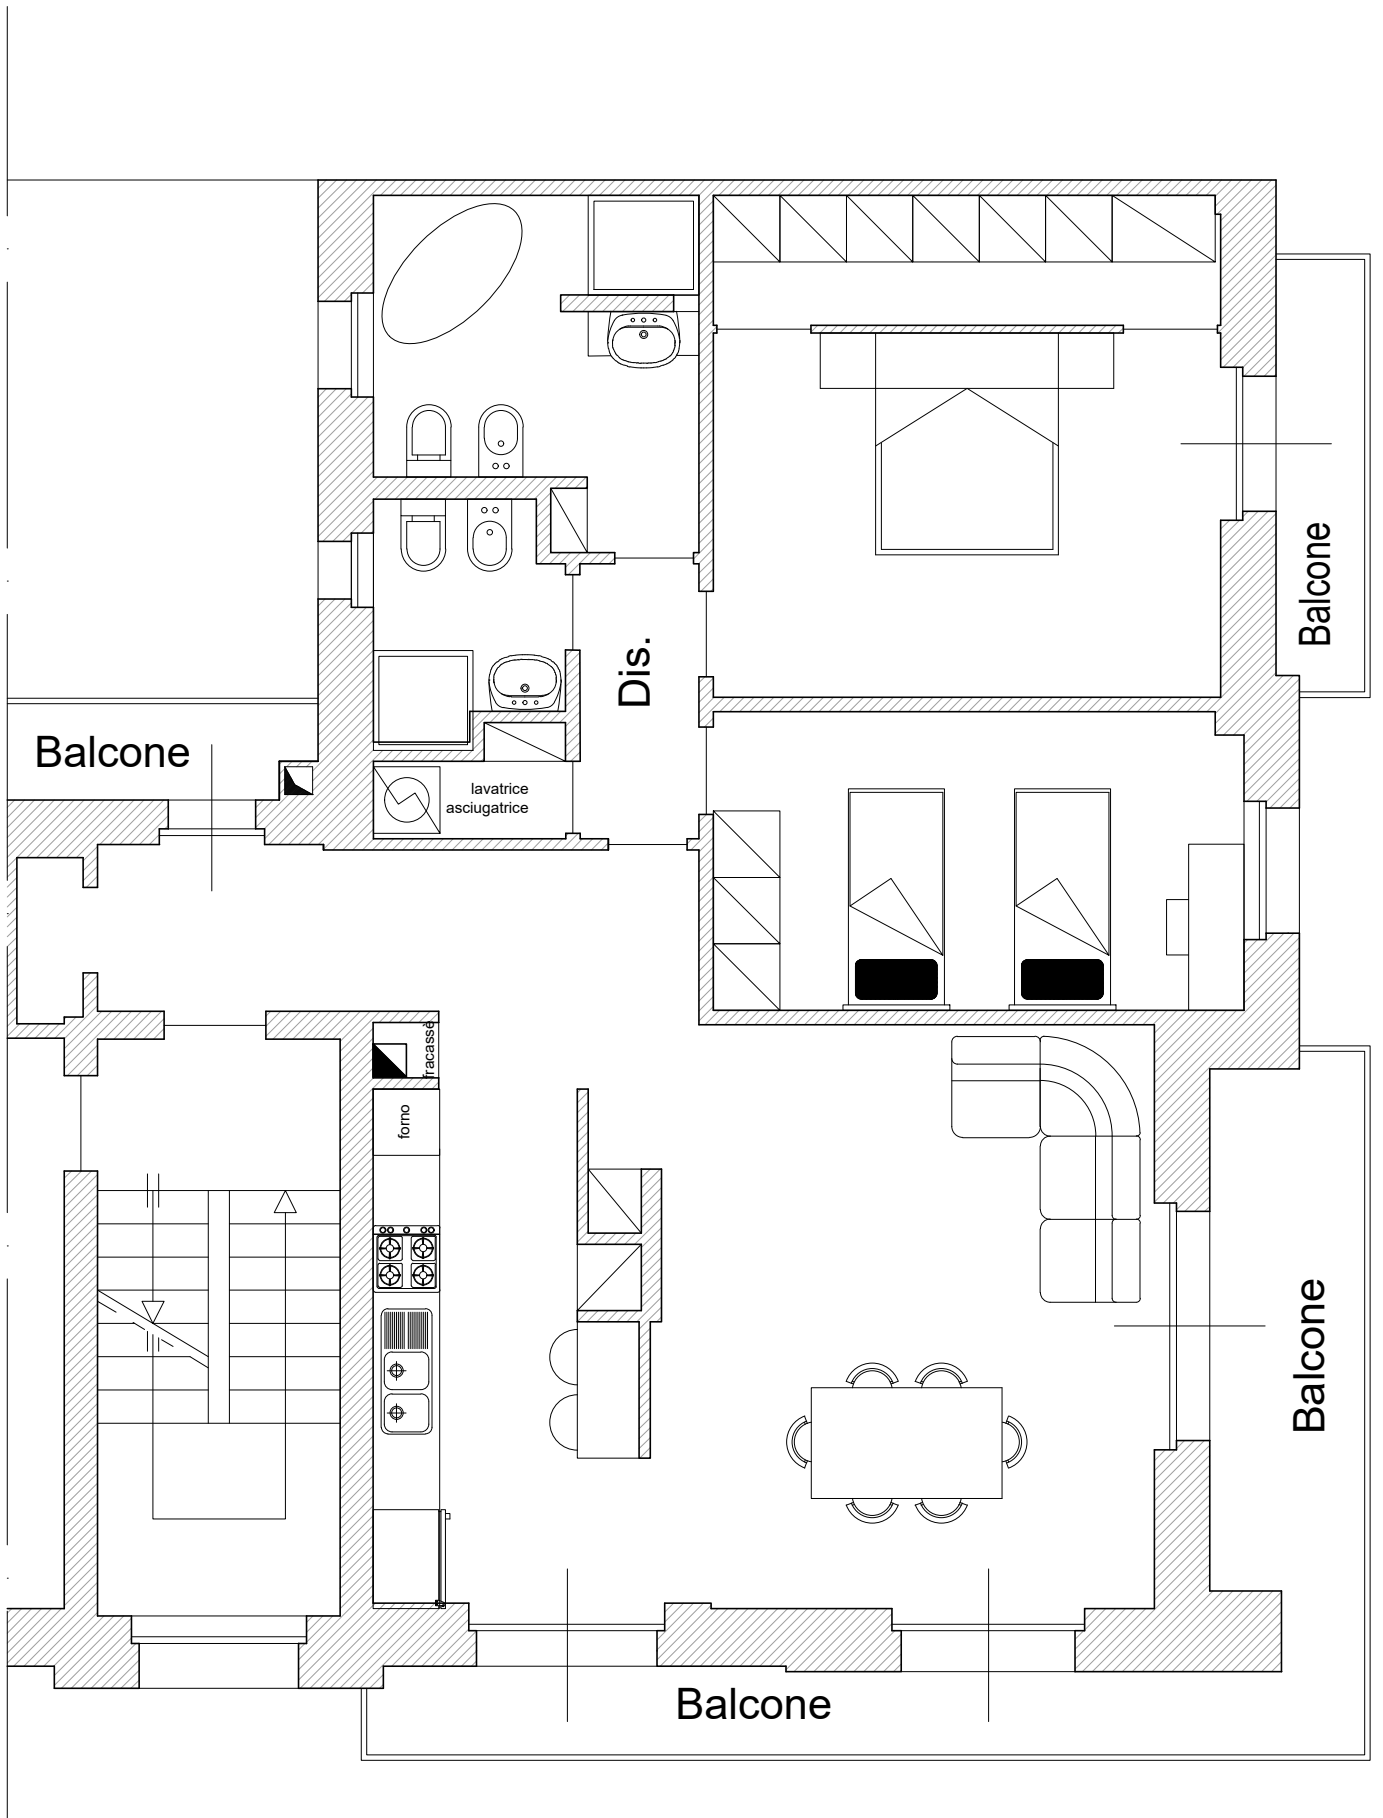 Balcone
Dis.
Balcone
lavatrice
asciugatrice
fracassè
forno
Balcone
Balcone